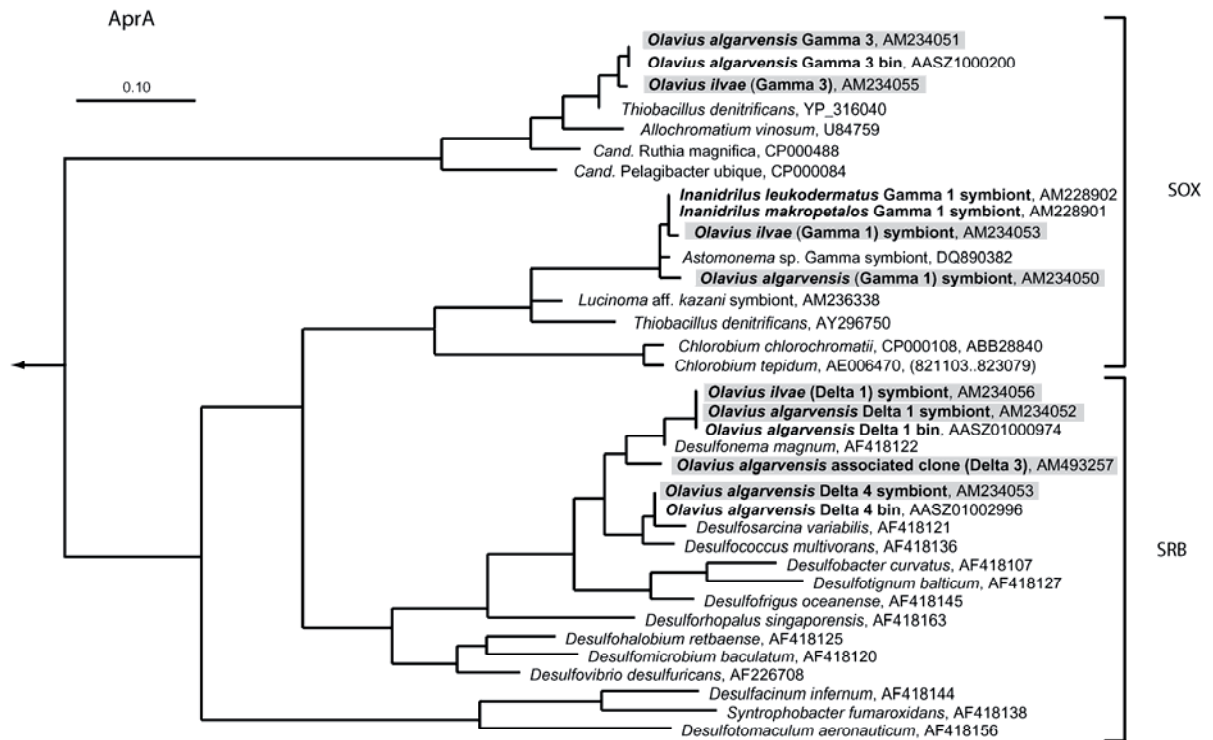 AprA
0.10
Olavius algarvensis Gamma 3, AM234051
Olavius algarvensis Gamma 3 bin, AASZ1000200
Olavius ilvae (Gamma 3), AM234055
Thiobacillus denitrificans, YP_316040
Allochromatium vinosum, U84759
Cand. Ruthia magnifica, CP000488
Cand. Pelagibacter ubique, CP000084
Inanidrilus leukodermatus Gamma 1 symbiont, AM228902
Inanidrilus makropetalos Gamma 1 symbiont, AM228901
Olavius ilvae (Gamma 1) symbiont, AM234053
Astomonema sp. Gamma symbiont, DQ890382
Olavius algarvensis (Gamma 1) symbiont, AM234050
Lucinoma aff. kazani symbiont, AM236338
Thiobacillus denitrificans, AY296750
Chlorobium chlorochromatii, CP000108, ABB28840
Chlorobium tepidum, AE006470, (821103..823079)
SOX
Olavius ilvae (Delta 1) symbiont, AM234056
Olavius algarvensis Delta 1 symbiont, AM234052
Olavius algarvensis Delta 1 bin, AASZ01000974
Desulfonema magnum, AF418122
Olavius algarvensis associated clone (Delta 3), AM493257
Olavius algarvensis Delta 4 symbiont, AM234053
Olavius algarvensis Delta 4 bin, AASZ01002996
Desulfosarcina variabilis, AF418121
Desulfococcus multivorans, AF418136
Desulfobacter curvatus, AF418107
Desulfotignum balticum, AF418127
Desulfofrigus oceanense, AF418145
Desulforhopalus singaporensis, AF418163
Desulfohalobium retbaense, AF418125
Desulfomicrobium baculatum, AF418120
Desulfovibrio desulfuricans, AF226708
Desulfacinum infernum, AF418144
Syntrophobacter fumaroxidans, AF418138
Desulfotomaculum aeronauticum, AF418156
SRB